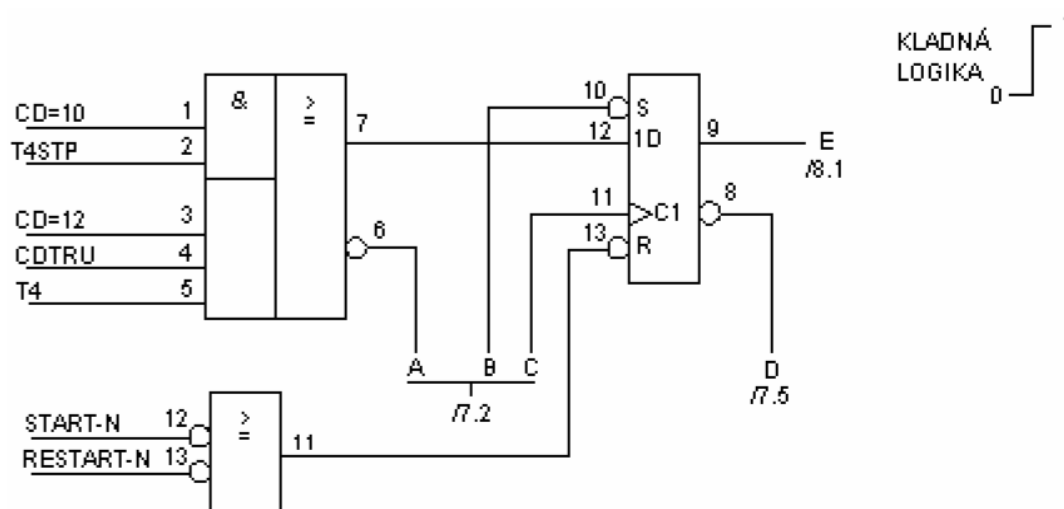 KLADNÁ
LOGIKA
0
CD=10 1
T4STP 2
CD=12 3
CDTRU 4
T4 5
&
>
=
7
6
10 S
12 1D
11 C1
13 R
9 E
/8.1
8
A B C
/7.2
D
/7.5
START-N 12
RESTART-N 13
>
=
11